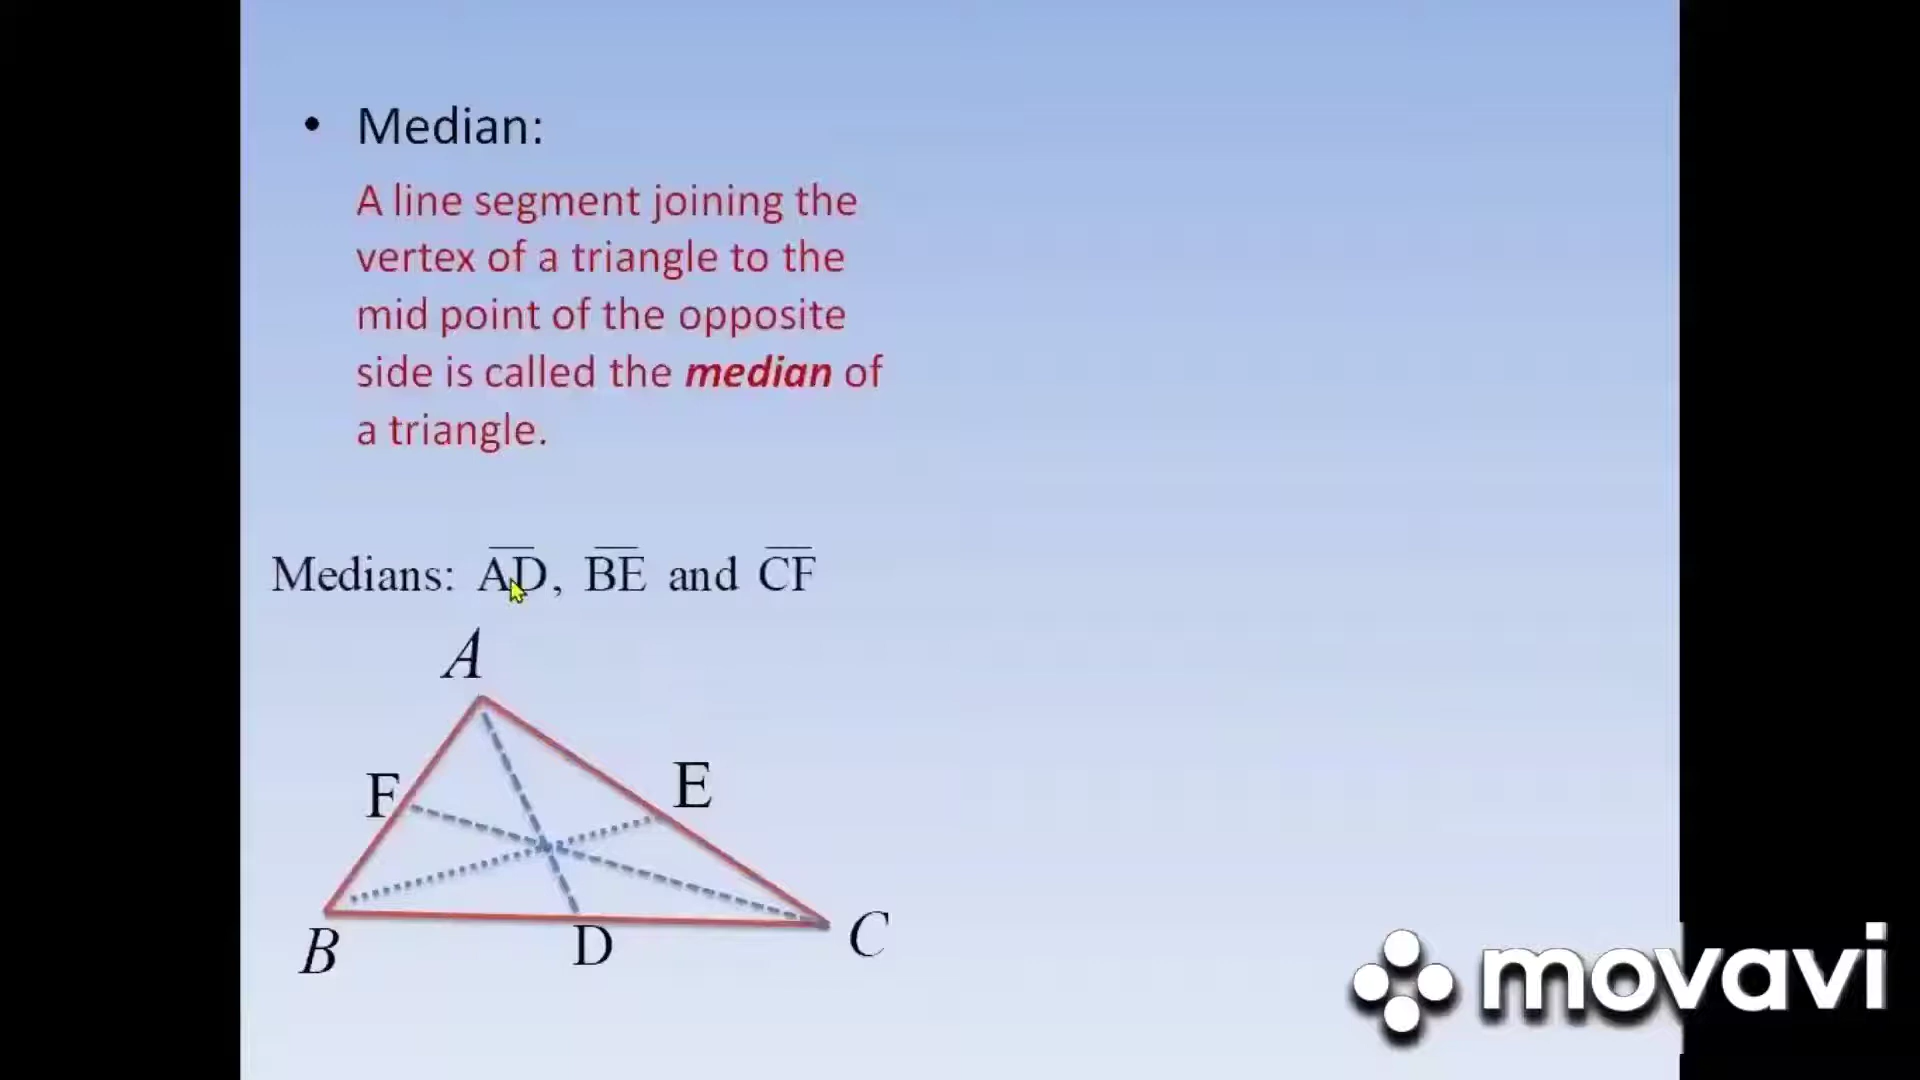 • Median:
A line segment joining the
vertex of a triangle to the
mid point of the opposite
side is called the median of
a triangle.
Medians: AD, BE and CF
A
F
E
B
D
C
movavi